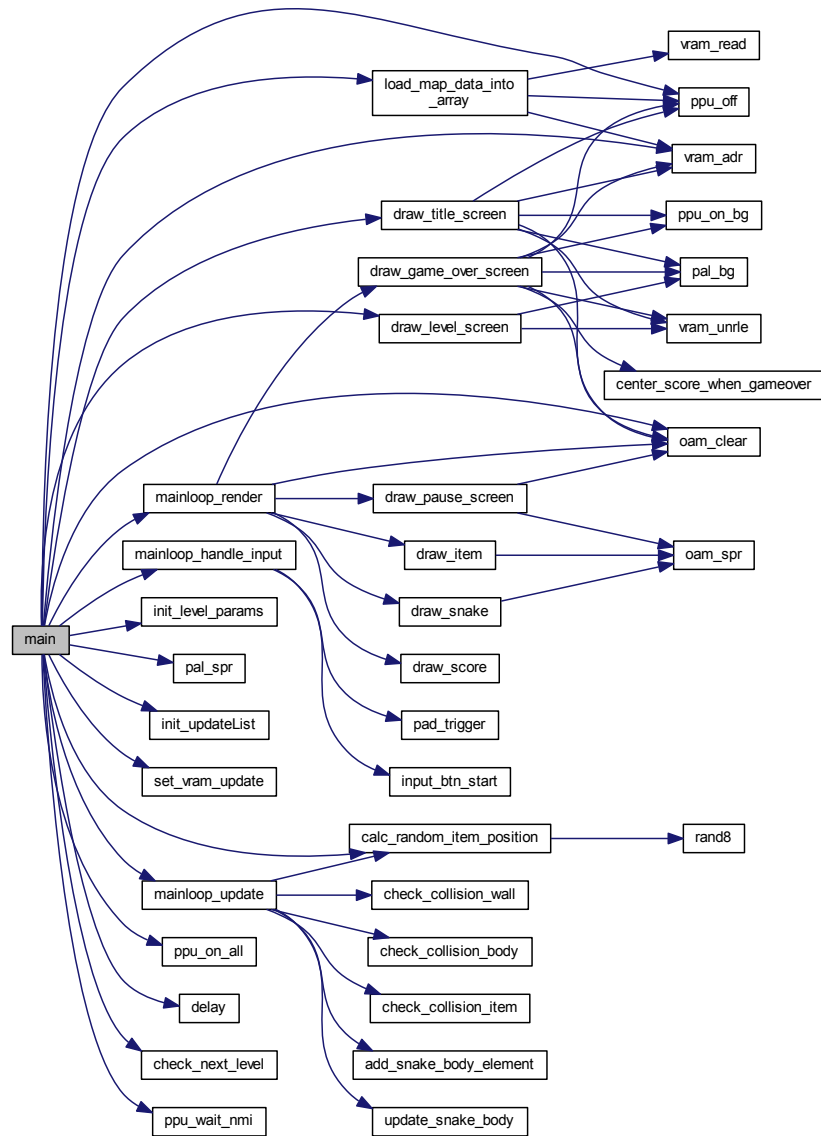 vram_read
load_map_data_into
_array
ppu_off
vram_adr
draw_title_screen
ppu_on_bg
draw_game_over_screen
pal_bg
draw_level_screen
vram_unrle
center_score_when_gameover
oam_clear
mainloop_render
draw_pause_screen
mainloop_handle_input
draw_item
oam_spr
init_level_params
draw_snake
main
pal_spr
draw_score
init_updateList
pad_trigger
set_vram_update
input_btn_start
calc_random_item_position
rand8
mainloop_update
check_collision_wall
ppu_on_all
check_collision_body
delay
check_collision_item
check_next_level
add_snake_body_element
ppu_wait_nmi
update_snake_body